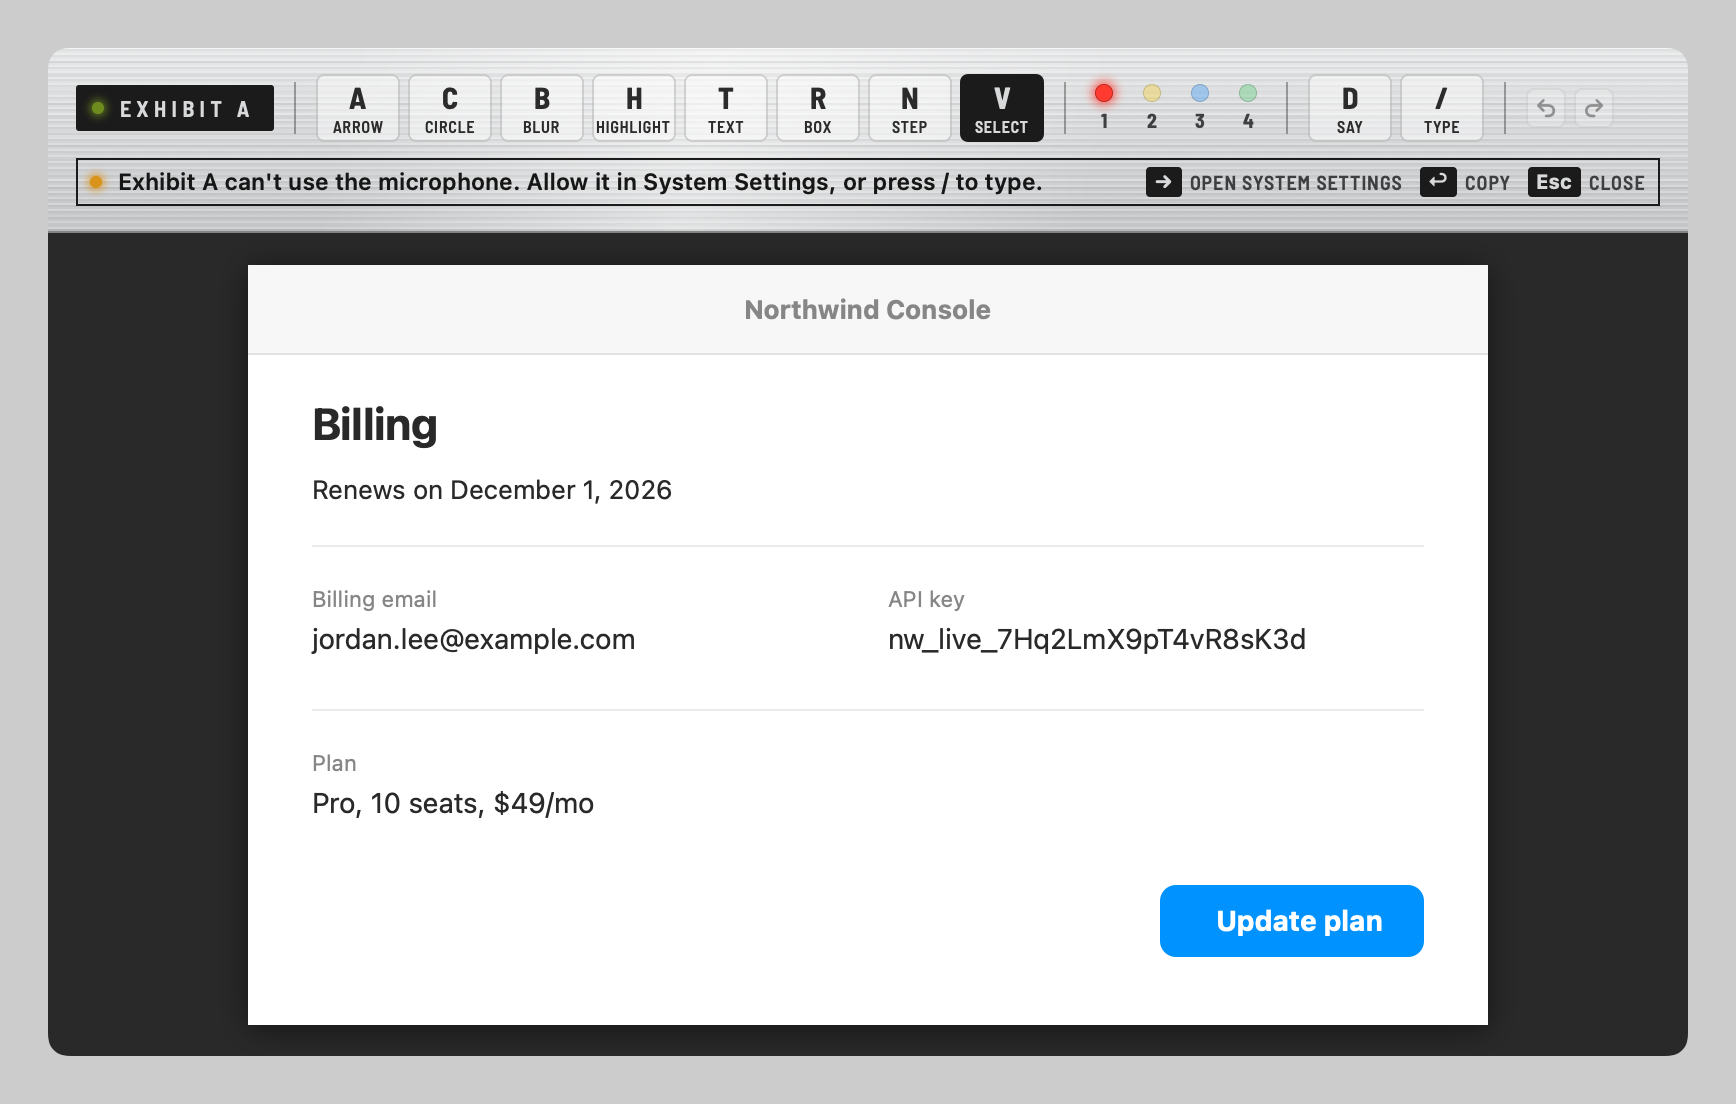 EXHIBIT A
A
ARROW
C
CIRCLE
B
BLUR
H
HIGHLIGHT
T
TEXT
R
BOX
N
STEP
V
SELECT
1
2
3
4
D
SAY
/
TYPE
Exhibit A can't use the microphone. Allow it in System Settings, or press / to type.
→ OPEN SYSTEM SETTINGS
↩ COPY
Esc CLOSE
Northwind Console
Billing
Renews on December 1, 2026
Billing email
jordan.lee@example.com
API key
nw_live_7Hq2LmX9pT4vR8sK3d
Plan
Pro, 10 seats, $49/mo
Update plan